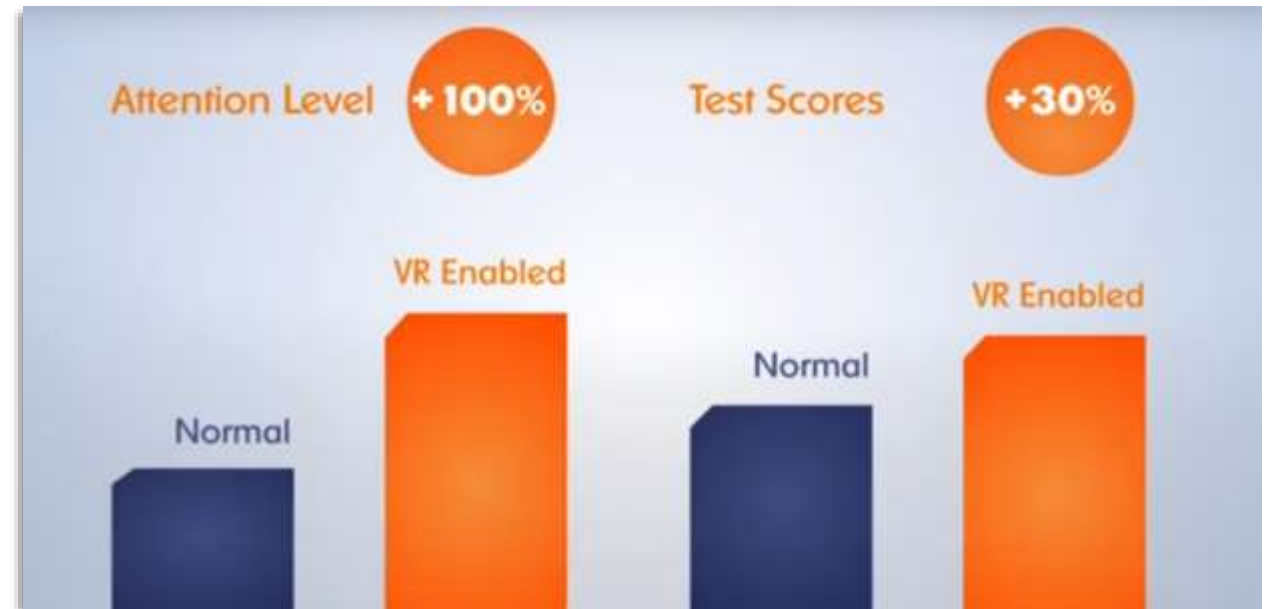 Attention Level
+ 100%
Test Scores
+30%
VR Enabled
Normal
VR Enabled
Normal